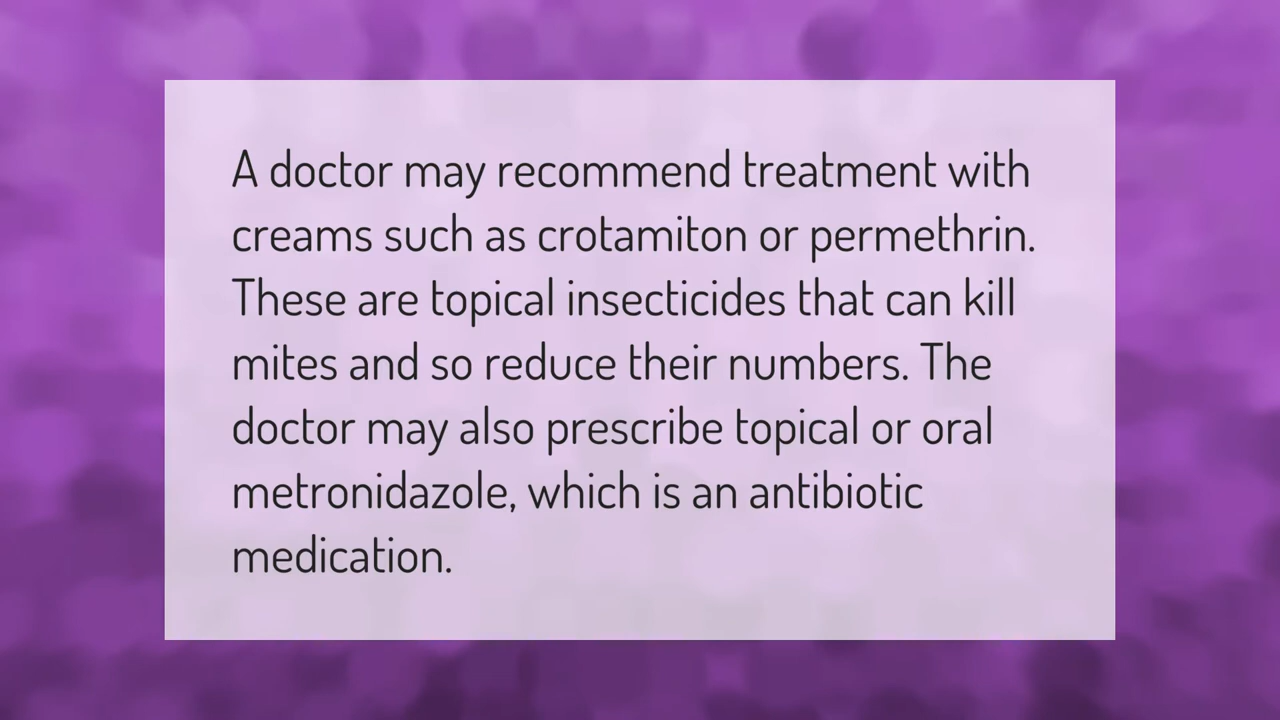 A doctor may recommend treatment with
creams such as crotamiton or permethrin.
These are topical insecticides that can kill
mites and so reduce their numbers. The
doctor may also prescribe topical or oral
metronidazole, which is an antibiotic
medication.